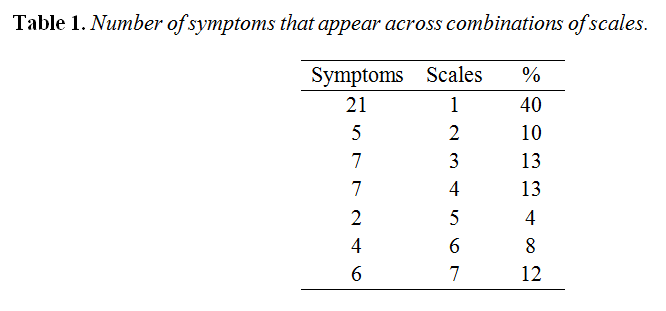 Table 1. Number of symptoms that appear across combinations of scales.
Symptoms Scales %
21 1 40
5 2 10
7 3 13
7 4 13
2 5 4
4 6 8
6 7 12